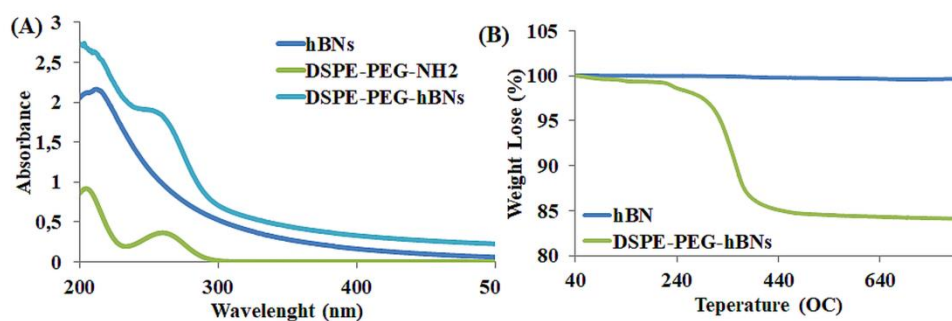 (A)
3
2,5
2
1,5
1
0,5
0
Absorbance
hBNs
DSPE-PEG-NH2
DSPE-PEG-hBNs
200 300 400 50
Wavelenght (nm)
(B)
105
100
95
90
85
80
Weight Lose (%)
hBN
DSPE-PEG-hBNs
40 240 440 640
Teperature (OC)